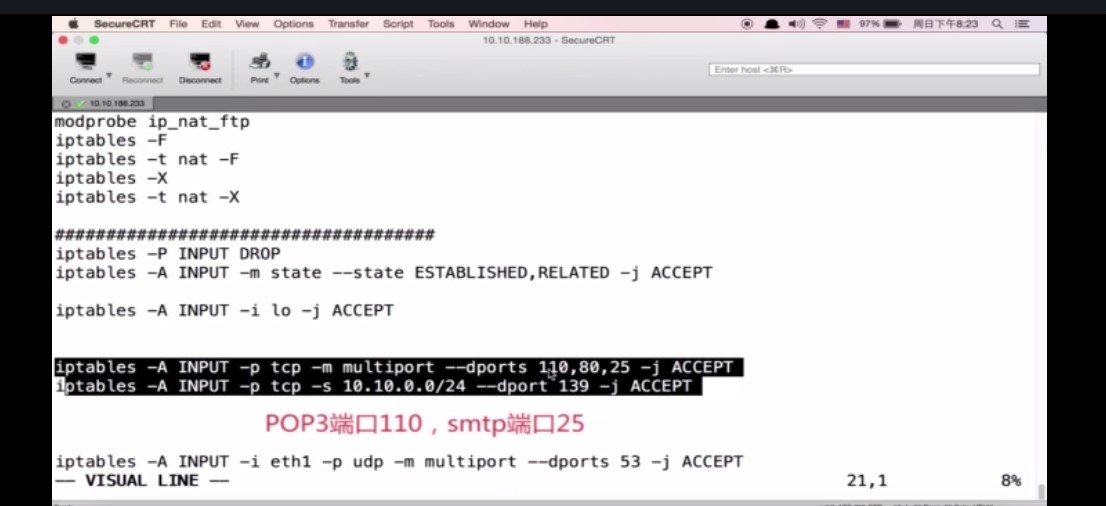 SecureCRT File Edit View Options Transfer Script Tools Window Help 97% 周日下午8:23
10.10.188.233 - SecureCRT
Connect Reconnect Disconnect Print Options Tools
Enter host <⌘R>
10.10.188.233
modprobe ip_nat_ftp
iptables -F
iptables -t nat -F
iptables -X
iptables -t nat -X
#####################################
iptables -P INPUT DROP
iptables -A INPUT -m state --state ESTABLISHED,RELATED -j ACCEPT
iptables -A INPUT -i lo -j ACCEPT
iptables -A INPUT -p tcp -m multiport --dports 110,80,25 -j ACCEPT
iptables -A INPUT -p tcp -s 10.10.0.0/24 --dport 139 -j ACCEPT
POP3端口110，smtp端口25
iptables -A INPUT -i eth1 -p udp -m multiport --dports 53 -j ACCEPT
-- VISUAL LINE -- 21,1 8%